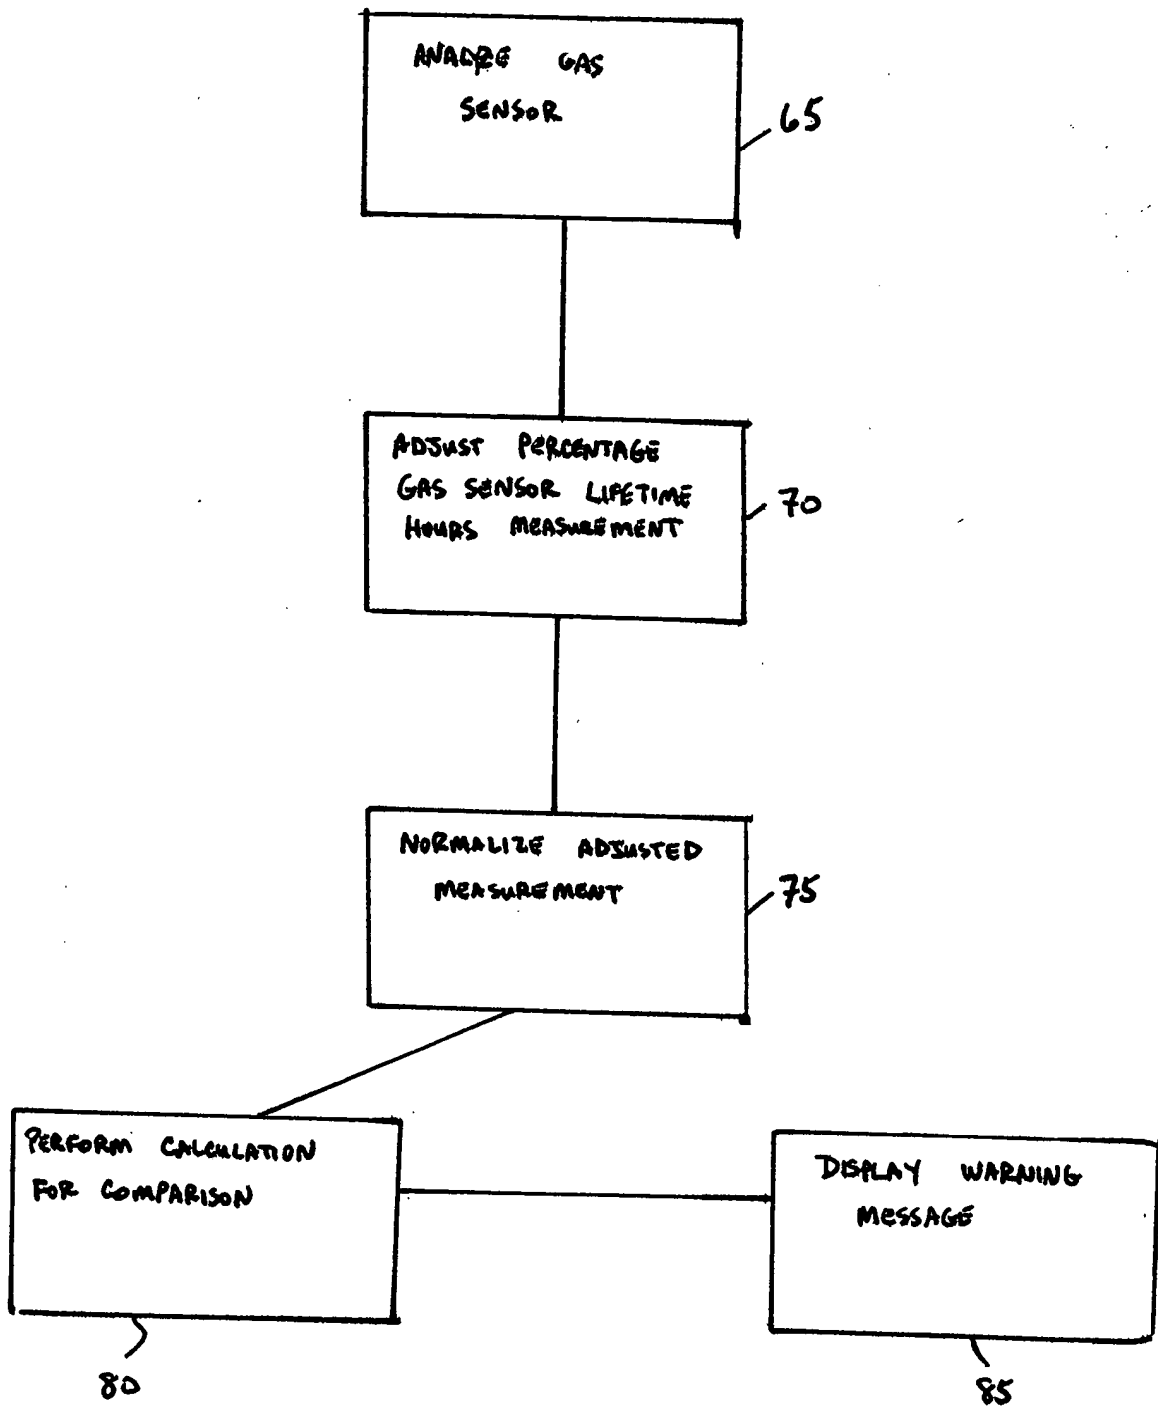 ANALYZE GAS
SENSOR
65
ADJUST PERCENTAGE
GAS SENSOR LIFETIME
HOURS MEASUREMENT
70
NORMALIZE ADJUSTED
MEASUREMENT
75
PERFORM CALCULATION
FOR COMPARISON
80
DISPLAY WARNING
MESSAGE
85